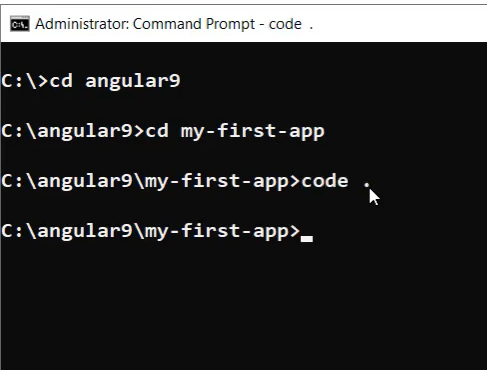 Administrator: Command Prompt - code .
C:\>cd angular9
C:\angular9>cd my-first-app
C:\angular9\my-first-app>code .
C:\angular9\my-first-app>